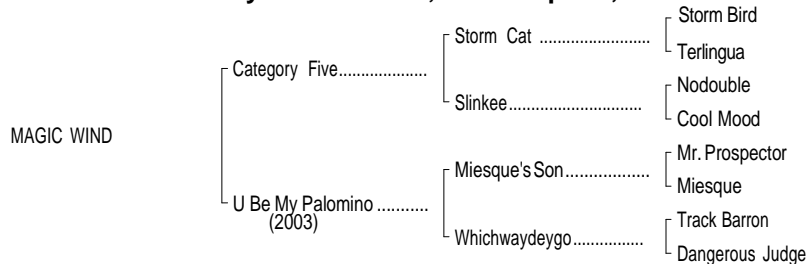 Storm Bird
Storm Cat ........................
Terlingua
Category Five....................
Nodouble
Slinkee.............................
Cool Mood
MAGIC WIND
Mr. Prospector
Miesque's Son..................
Miesque
U Be My Palomino ...........
(2003)
Track Barron
Whichwaydeygo................
Dangerous Judge